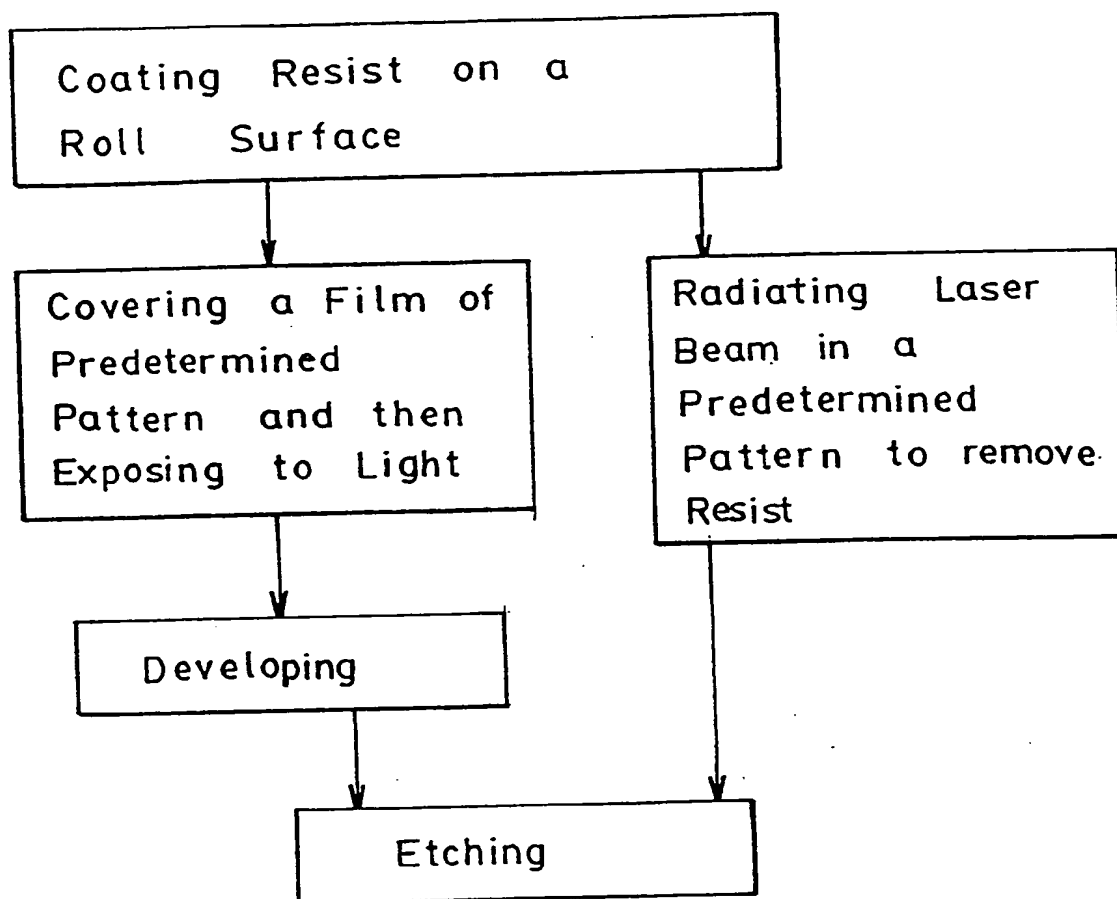 Coating Resist on a
Roll Surface
Covering a Film of
Predetermined
Pattern and then
Exposing to Light
Radiating Laser
Beam in a
Predetermined
Pattern to remove
Resist
Developing
Etching